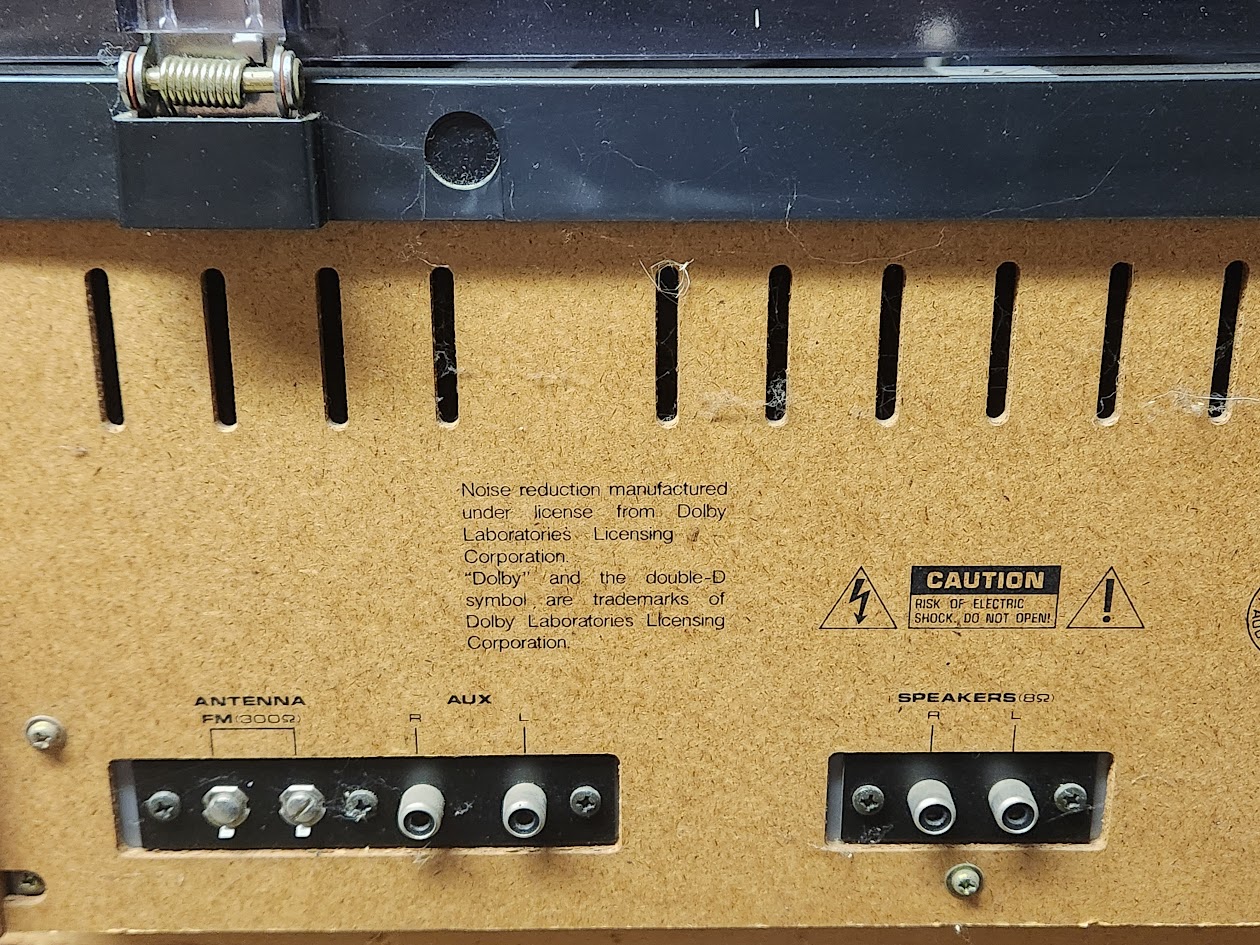 Noise reduction manufactured
under license from Dolby
Laboratories Licensing
Corporation.
"Dolby" and the double-D
symbol are trademarks of
Dolby Laboratories Licensing
Corporation.
CAUTION
RISK OF ELECTRIC
SHOCK, DO NOT OPEN!
ANTENNA
FM (300Ω)
AUX
R L
SPEAKERS (8Ω)
R L